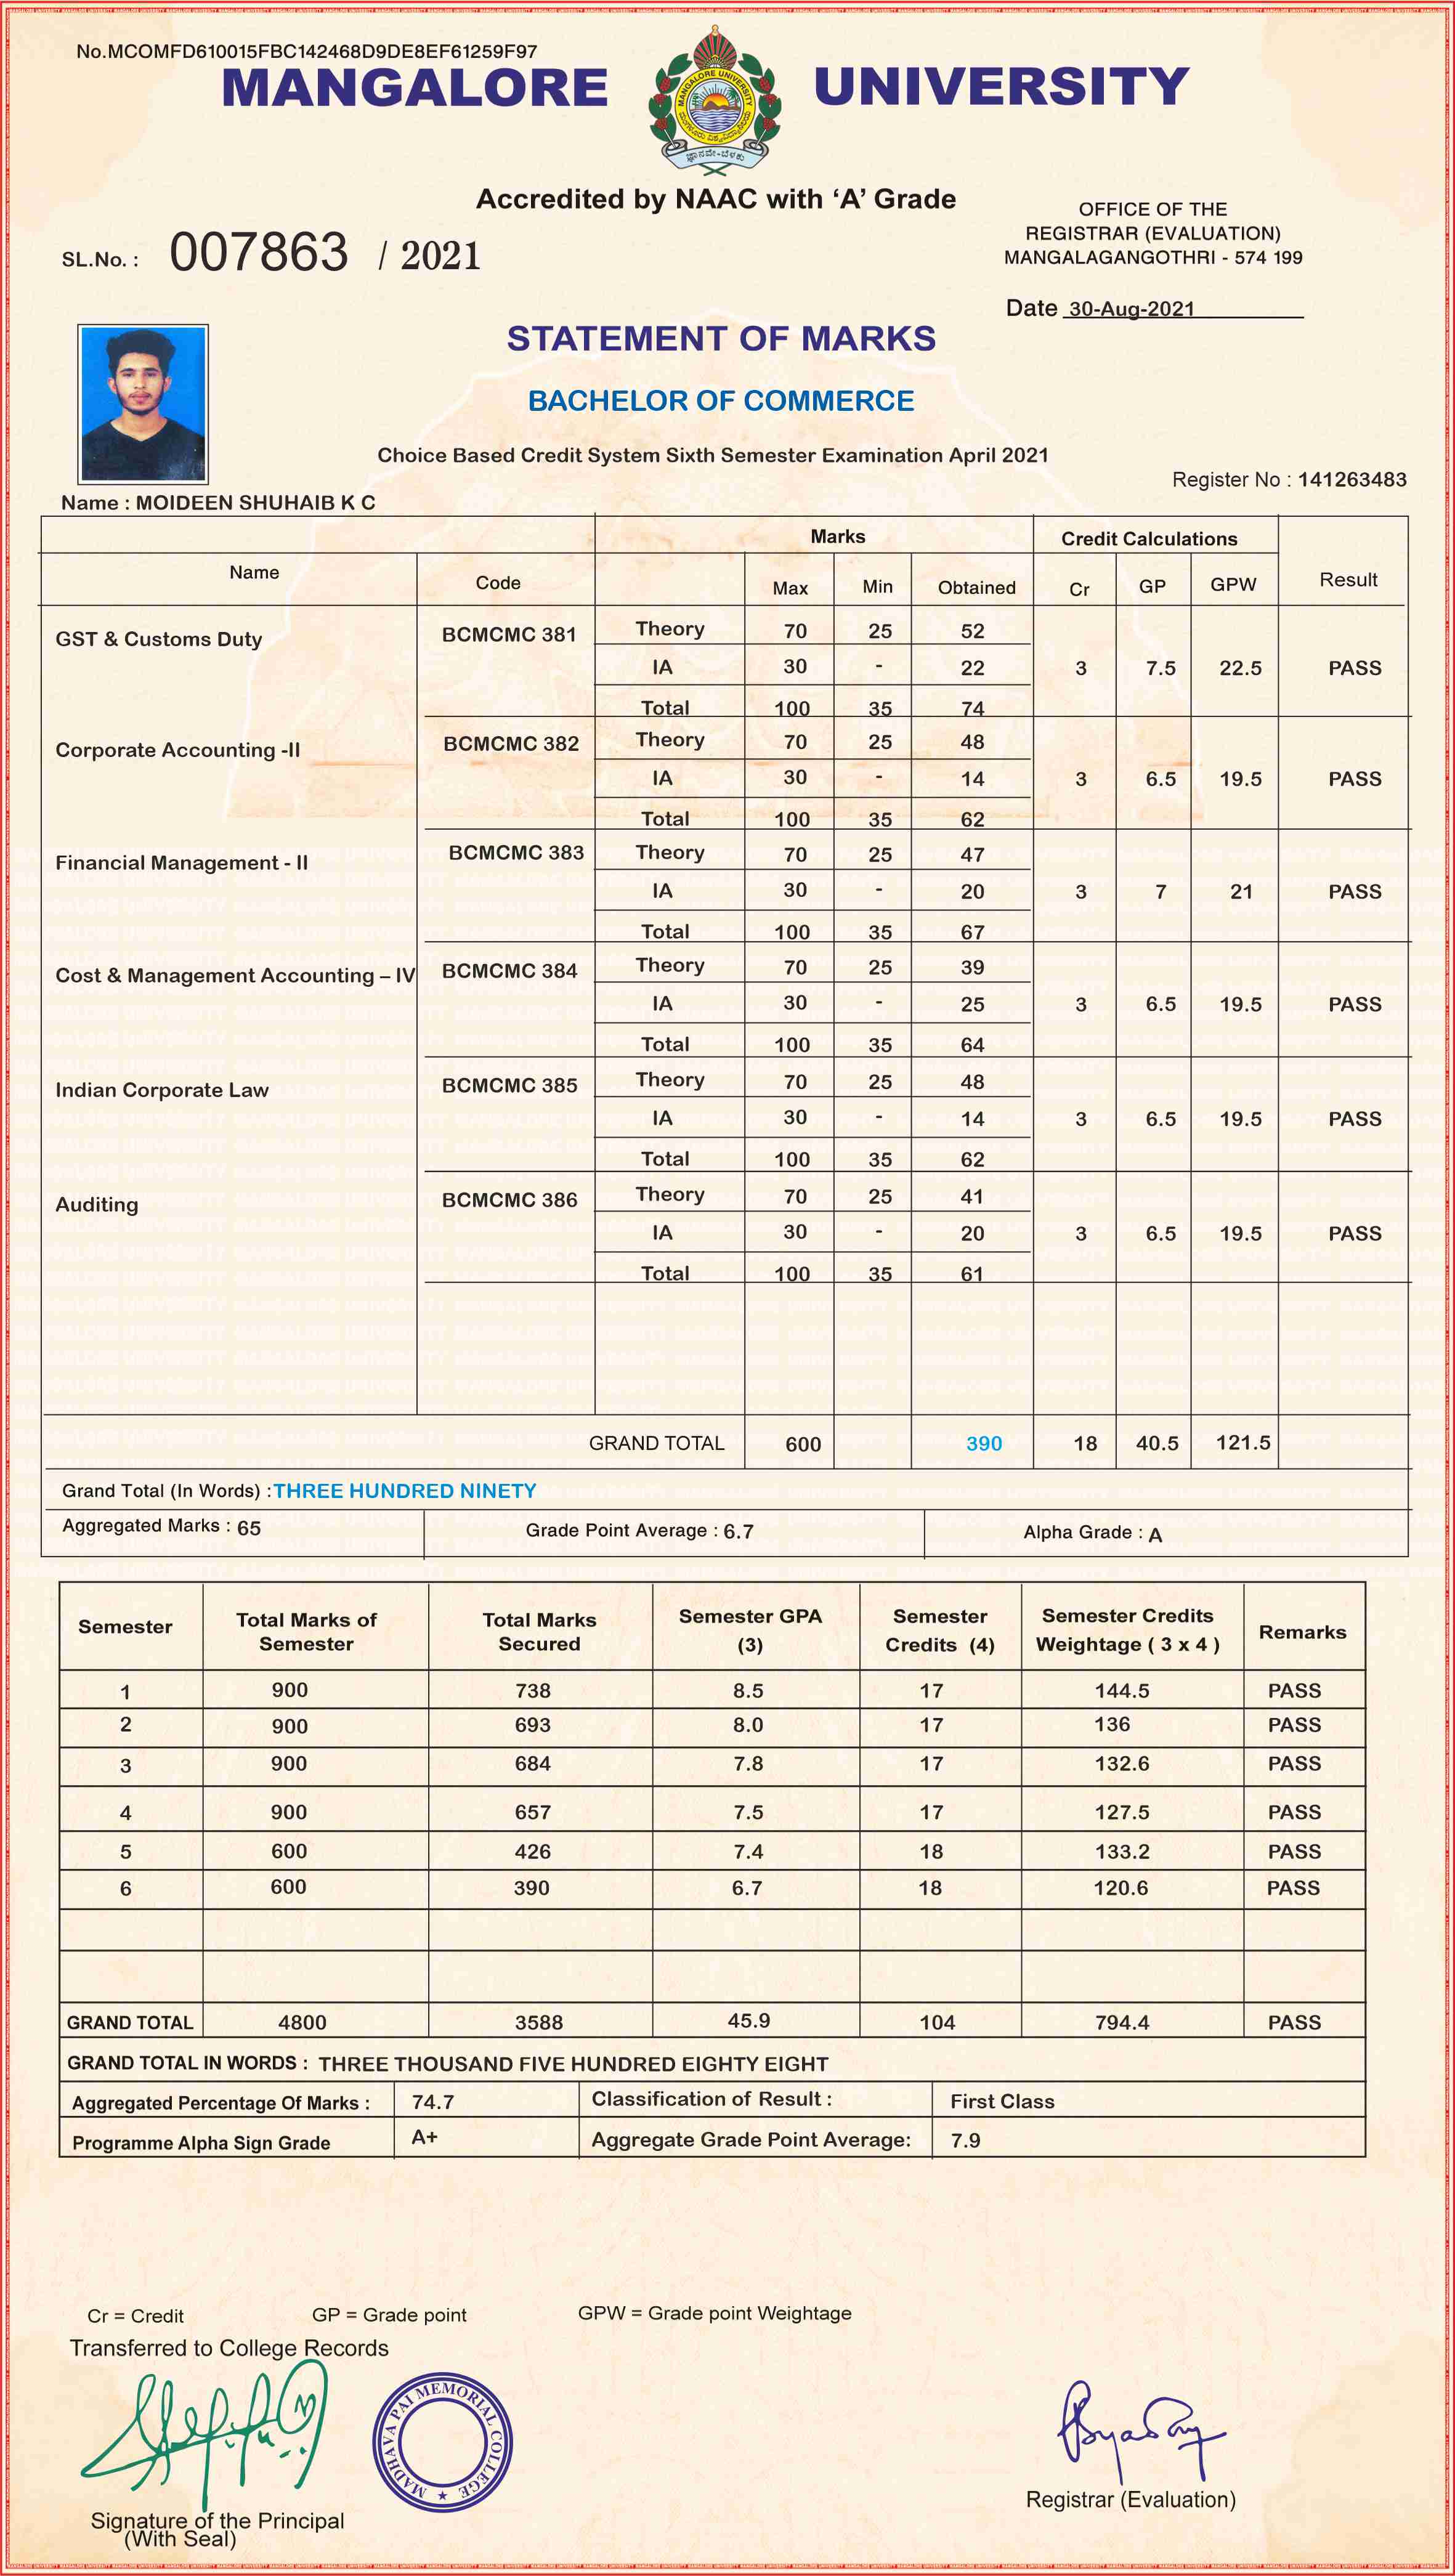 No.MCOMFD610015FBC142468D9DE8EF61259F97
MANGALORE UNIVERSITY
MANGALORE UNIVERSITY
ಮಂಗಳೂರು ವಿಶ್ವವಿದ್ಯಾನಿಲಯ
ಜ್ಞಾನವೇ-ಬೆಳಕು
Accredited by NAAC with ‘A’ Grade
OFFICE OF THE
REGISTRAR (EVALUATION)
MANGALAGANGOTHRI - 574 199
SL.No. : 007863 / 2021
Date 30-Aug-2021
STATEMENT OF MARKS
BACHELOR OF COMMERCE
Choice Based Credit System Sixth Semester Examination April 2021
Register No : 141263483
Name : MOIDEEN SHUHAIB K C
Marks Credit Calculations
Name Code Max Min Obtained Cr GP GPW Result
GST & Customs Duty BCMCMC 381 Theory 70 25 52
IA 30 - 22 3 7.5 22.5 PASS
Total 100 35 74
Corporate Accounting -II BCMCMC 382 Theory 70 25 48
IA 30 - 14 3 6.5 19.5 PASS
Total 100 35 62
Financial Management - II BCMCMC 383 Theory 70 25 47
IA 30 - 20 3 7 21 PASS
Total 100 35 67
Cost & Management Accounting – IV BCMCMC 384 Theory 70 25 39
IA 30 - 25 3 6.5 19.5 PASS
Total 100 35 64
Indian Corporate Law BCMCMC 385 Theory 70 25 48
IA 30 - 14 3 6.5 19.5 PASS
Total 100 35 62
Auditing BCMCMC 386 Theory 70 25 41
IA 30 - 20 3 6.5 19.5 PASS
Total 100 35 61
GRAND TOTAL 600 390 18 40.5 121.5
Grand Total (In Words) : THREE HUNDRED NINETY
Aggregated Marks : 65 Grade Point Average : 6.7 Alpha Grade : A
Semester Total Marks of Semester Total Marks Secured Semester GPA (3) Semester Credits (4) Semester Credits Weightage ( 3 x 4 ) Remarks
1 900 738 8.5 17 144.5 PASS
2 900 693 8.0 17 136 PASS
3 900 684 7.8 17 132.6 PASS
4 900 657 7.5 17 127.5 PASS
5 600 426 7.4 18 133.2 PASS
6 600 390 6.7 18 120.6 PASS
GRAND TOTAL 4800 3588 45.9 104 794.4 PASS
GRAND TOTAL IN WORDS : THREE THOUSAND FIVE HUNDRED EIGHTY EIGHT
Aggregated Percentage Of Marks : 74.7 Classification of Result : First Class
Programme Alpha Sign Grade A+ Aggregate Grade Point Average: 7.9
Cr = Credit GP = Grade point GPW = Grade point Weightage
Transferred to College Records
MADHAVA PAI MEMORIAL COLLEGE
Signature of the Principal
(With Seal)
Registrar (Evaluation)